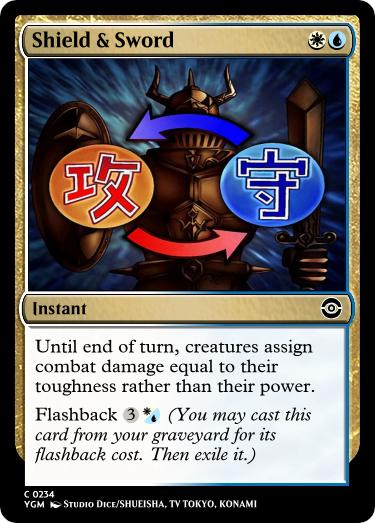 Shield & Sword
攻 守
Instant
Until end of turn, creatures assign
combat damage equal to their
toughness rather than their power.
Flashback 3 (You may cast this
card from your graveyard for its
flashback cost. Then exile it.)
C 0234
YGM Studio Dice/SHUEISHA, TV TOKYO, KONAMI